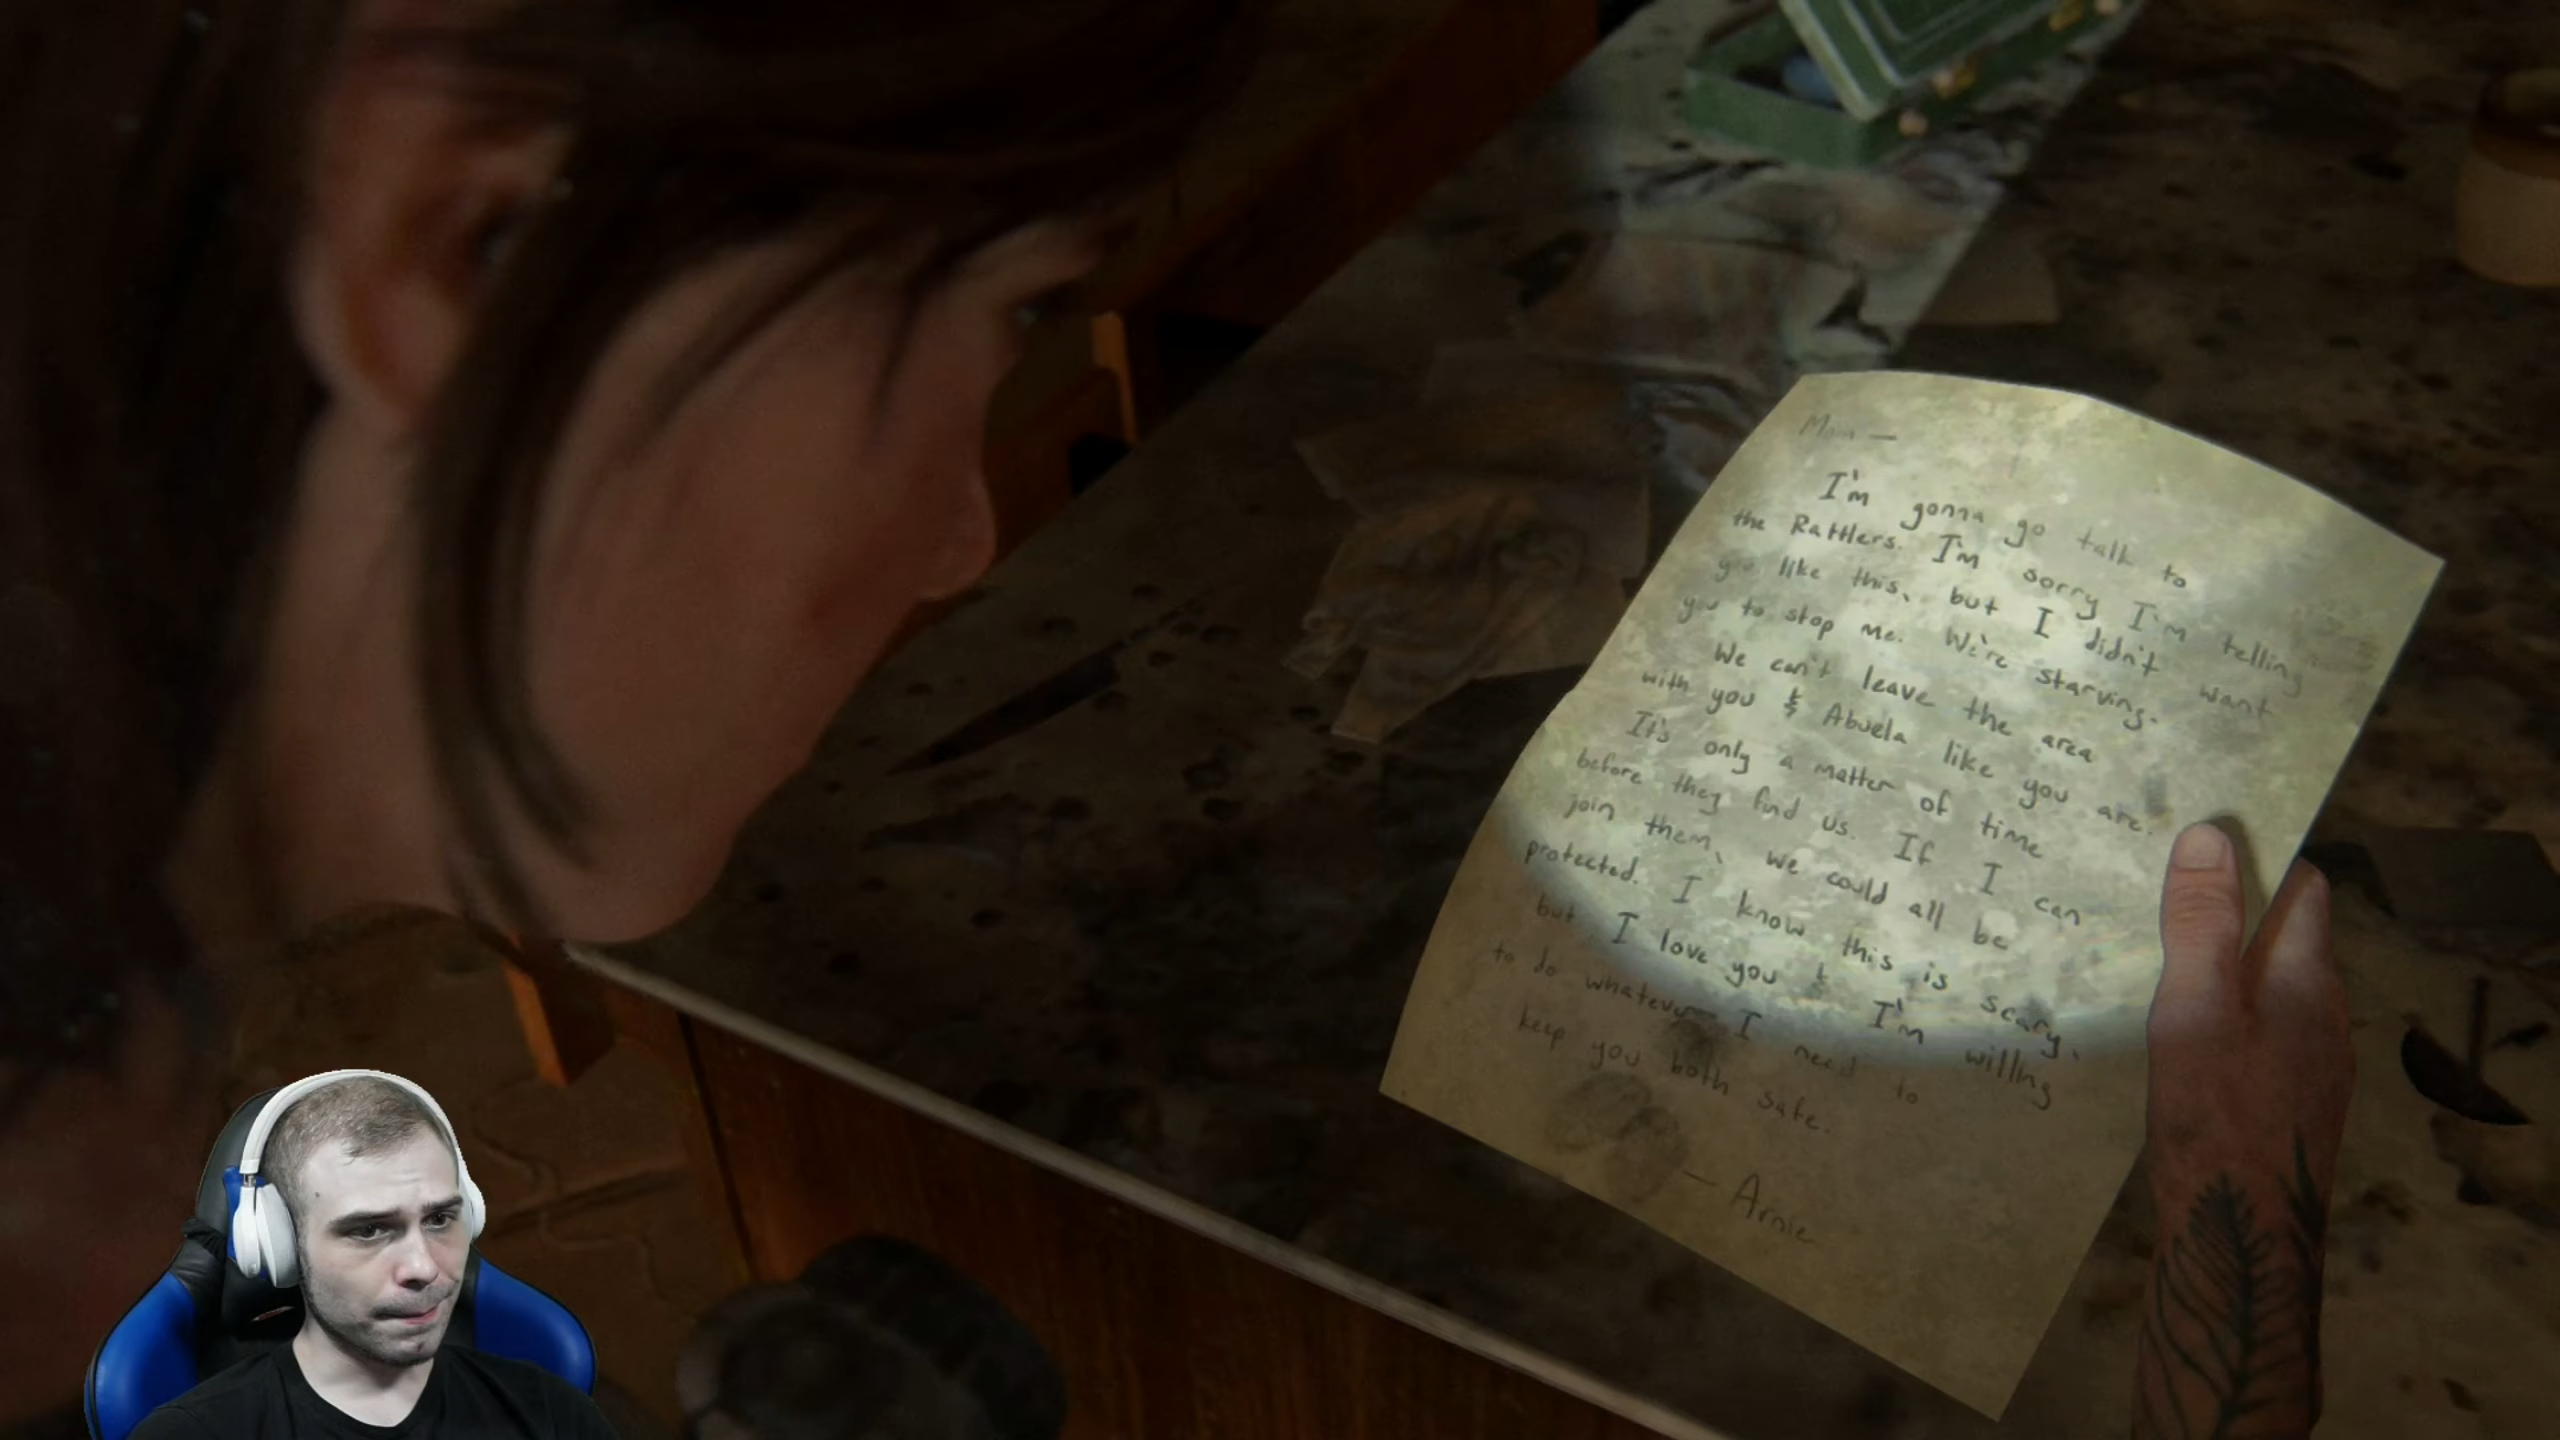 Mom —
I'm gonna go talk to
the Rattlers. I'm sorry I'm telling
you like this, but I didn't want
you to stop me. We're starving.
We can't leave the area
with you & Abuela like you are.
It's only a matter of time
before they find us. If I can
join them, we could all be
protected. I know this is scary,
but I love you & I'm willing
to do whatever I need to
keep you both safe.
— Arnie